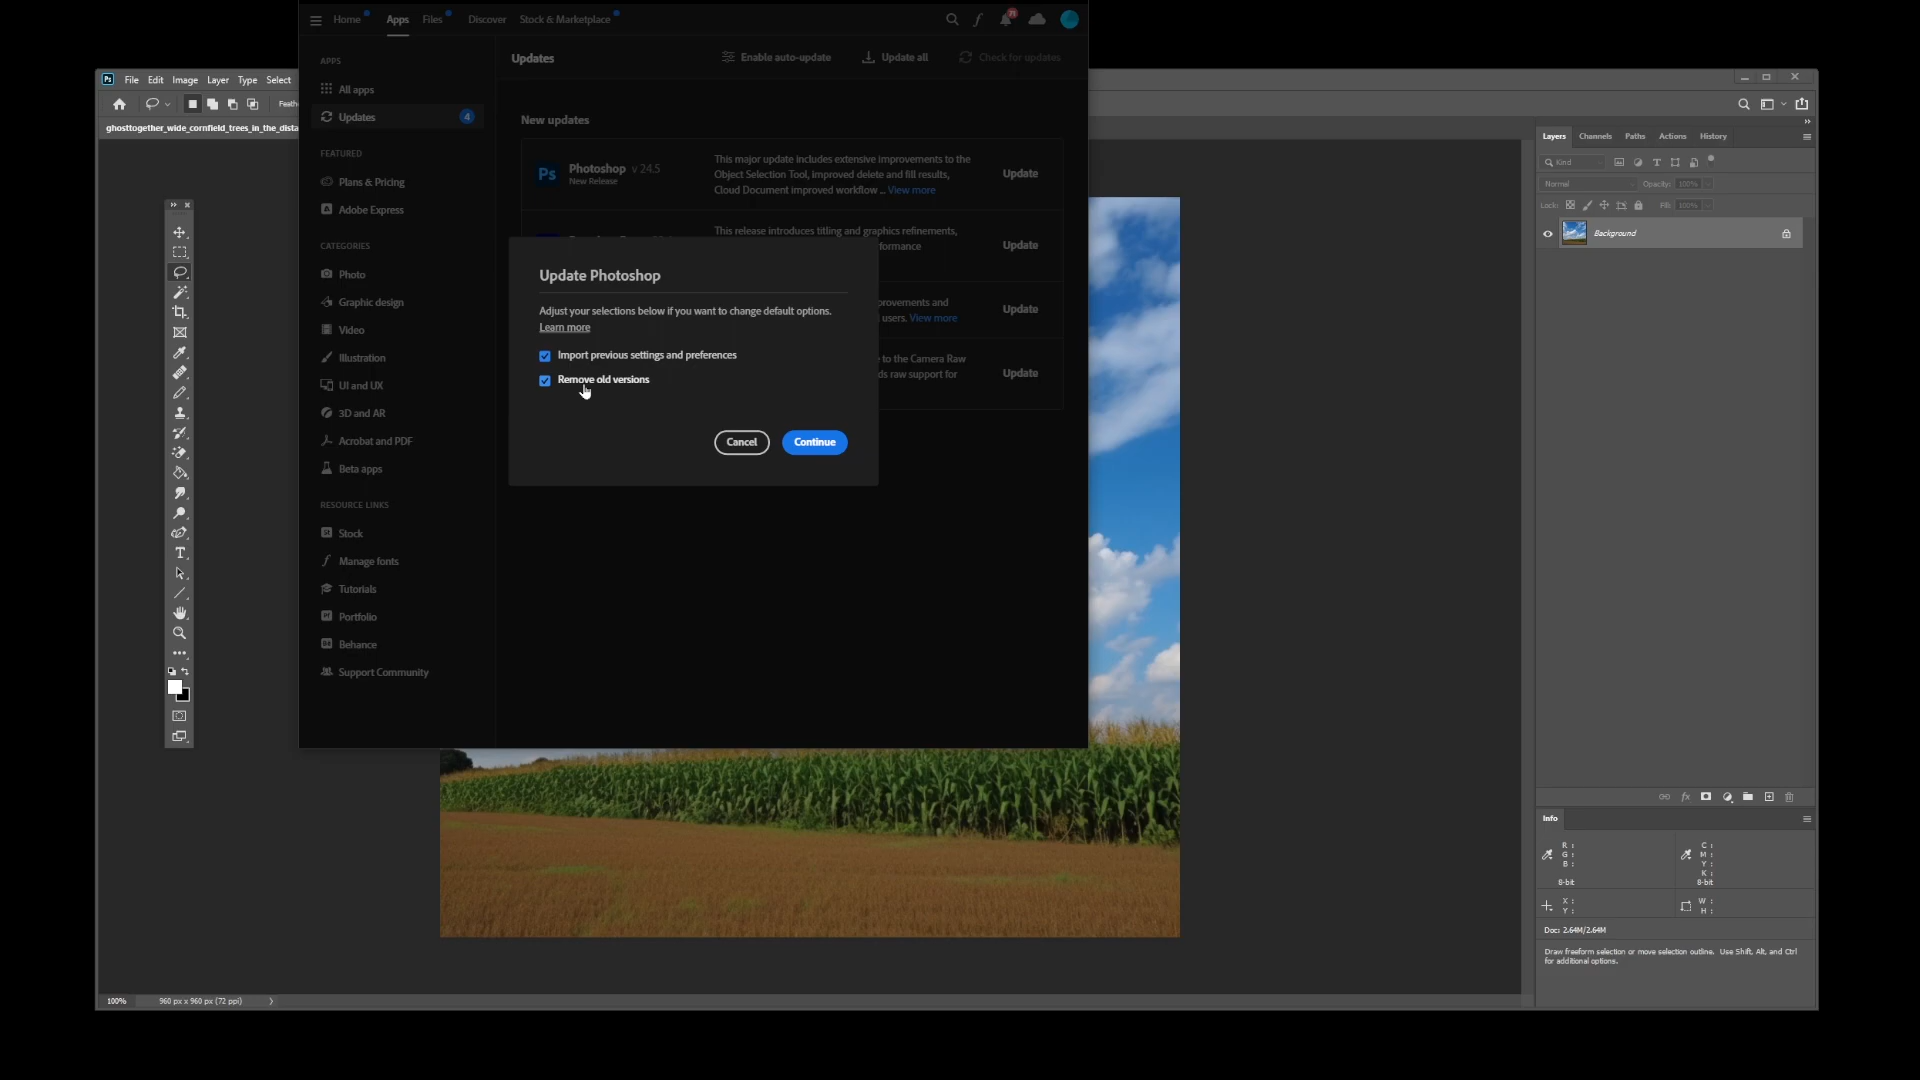 Home
Apps
Files
Discover
Stock & Marketplace
APPS
All apps
Updates
4
FEATURED
Plans & Pricing
Adobe Express
CATEGORIES
Photo
Graphic design
Video
Illustration
UI and UX
3D and AR
Acrobat and PDF
Beta apps
RESOURCE LINKS
Stock
Manage fonts
Tutorials
Portfolio
Behance
Support Community
Updates
Enable auto-update
Update all
Check for updates
New updates
Ps
Photoshop v 24.5
New Release
This major update includes extensive improvements to the
Object Selection Tool, improved delete and fill results,
Cloud Document improved workflow ... View more
Update
This release introduces titling and graphics refinements,
formance
Update
provements and
users. View more
Update
e to the Camera Raw
ds raw support for
Update
Update Photoshop
Adjust your selections below if you want to change default options.
Learn more
Import previous settings and preferences
Remove old versions
Cancel
Continue
Ps File Edit Image Layer Type Select
Feath
ghosttogether_wide_cornfield_trees_in_the_dista
100%
960 px x 960 px (72 ppi)
Layers Channels Paths Actions History
Kind
Normal
Opacity: 100%
Lock:
Fill: 100%
Background
fx
Info
R :
G :
B :
8-bit
C :
M :
Y :
K :
8-bit
X :
Y :
W :
H :
Doc: 2.64M/2.64M
Draw freeform selection or move selection outline. Use Shift, Alt, and Ctrl
for additional options.